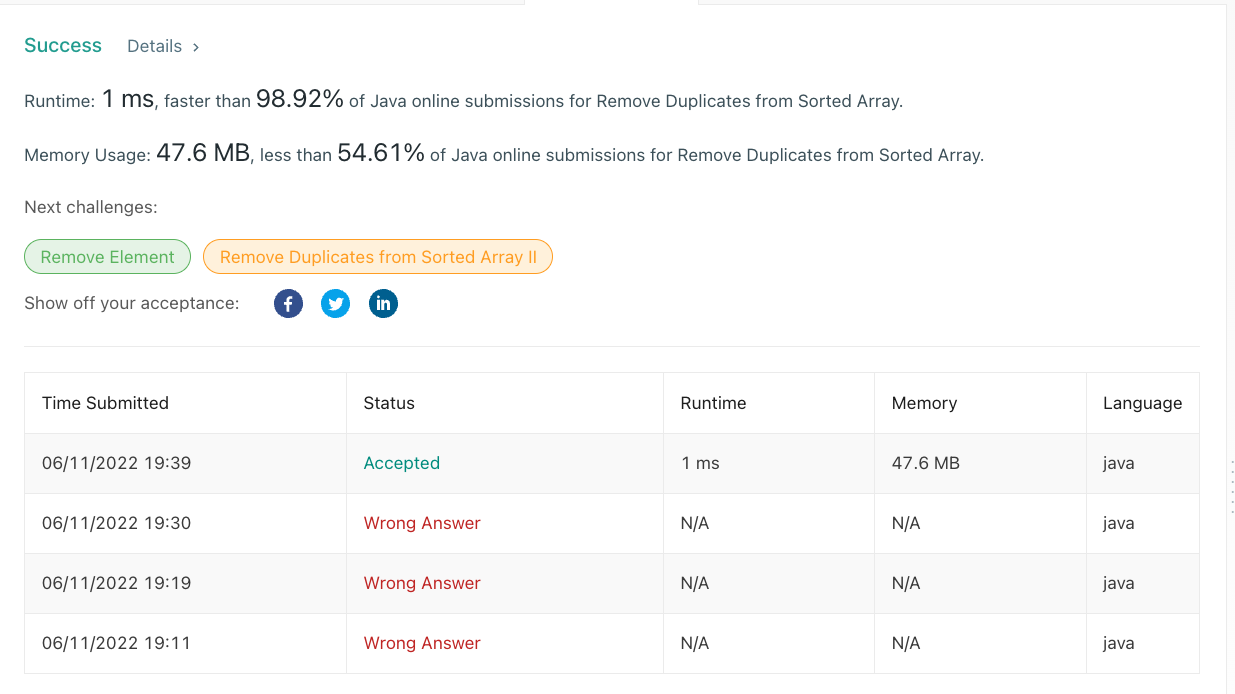 Success Details >
Runtime: 1 ms, faster than 98.92% of Java online submissions for Remove Duplicates from Sorted Array.
Memory Usage: 47.6 MB, less than 54.61% of Java online submissions for Remove Duplicates from Sorted Array.
Next challenges:
Remove Element Remove Duplicates from Sorted Array II
Show off your acceptance: f in
Time Submitted Status Runtime Memory Language
06/11/2022 19:39 Accepted 1 ms 47.6 MB java
06/11/2022 19:30 Wrong Answer N/A N/A java
06/11/2022 19:19 Wrong Answer N/A N/A java
06/11/2022 19:11 Wrong Answer N/A N/A java